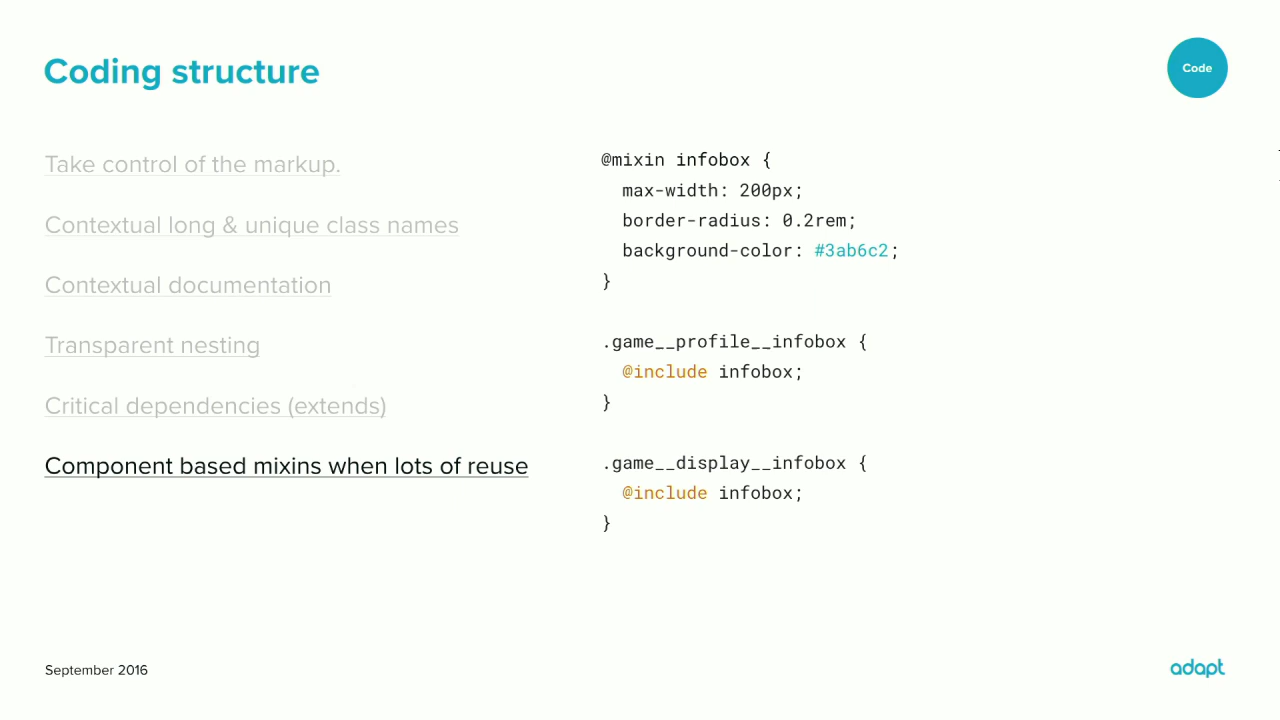 Coding structure
Code
Take control of the markup.
Contextual long & unique class names
Contextual documentation
Transparent nesting
Critical dependencies (extends)
Component based mixins when lots of reuse
@mixin infobox {
max-width: 200px;
border-radius: 0.2rem;
background-color: #3ab6c2;
}
.game__profile__infobox {
@include infobox;
}
.game__display__infobox {
@include infobox;
}
September 2016
adapt